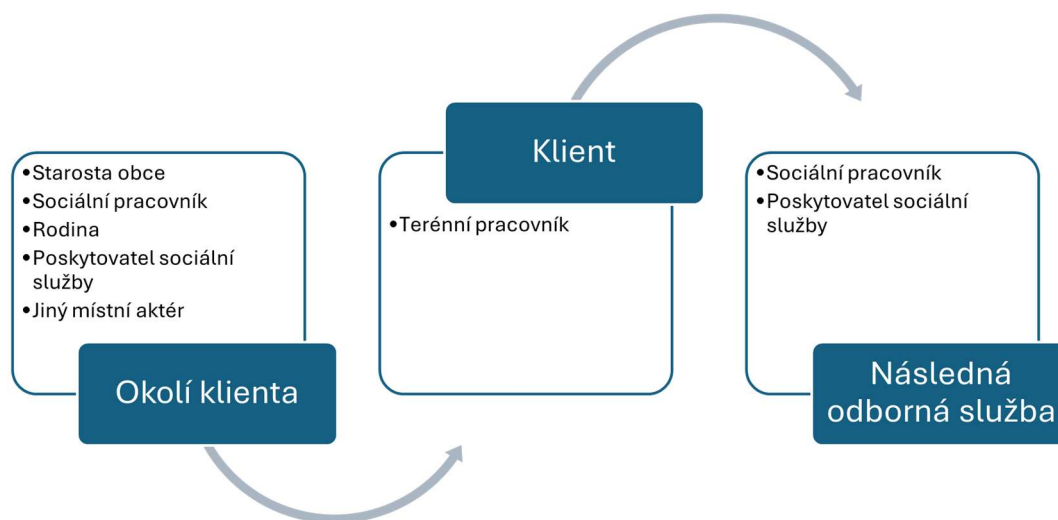 •Starosta obce
•Sociální pracovník
•Rodina
•Poskytovatel sociální
služby
•Jiný místní aktér
Okolí klienta
Klient
•Terénní pracovník
•Sociální pracovník
•Poskytovatel sociální
služby
Následná
odborná služba